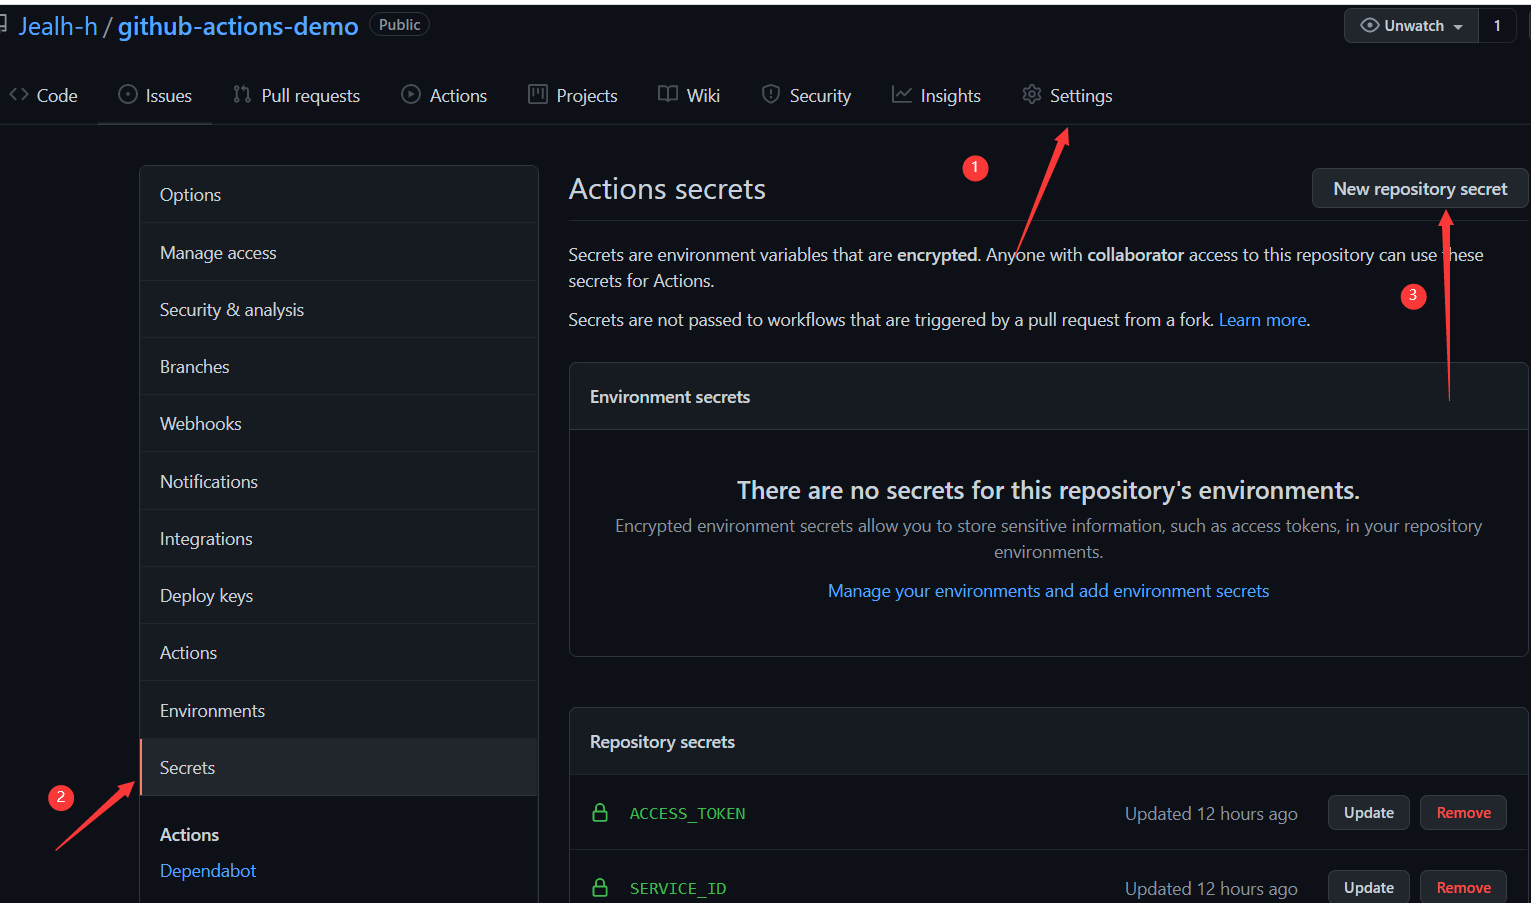 Jealh-h / github-actions-demo Public
Unwatch 1
Code Issues Pull requests Actions Projects Wiki Security Insights Settings
1
Options
Manage access
Security & analysis
Branches
Webhooks
Notifications
Integrations
Deploy keys
Actions
Environments
Secrets
2
Actions
Dependabot
Actions secrets
New repository secret
3
Secrets are environment variables that are encrypted. Anyone with collaborator access to this repository can use these
secrets for Actions.
Secrets are not passed to workflows that are triggered by a pull request from a fork. Learn more.
Environment secrets
There are no secrets for this repository's environments.
Encrypted environment secrets allow you to store sensitive information, such as access tokens, in your repository
environments.
Manage your environments and add environment secrets
Repository secrets
ACCESS_TOKEN Updated 12 hours ago Update Remove
SERVICE_ID Updated 12 hours ago Update Remove